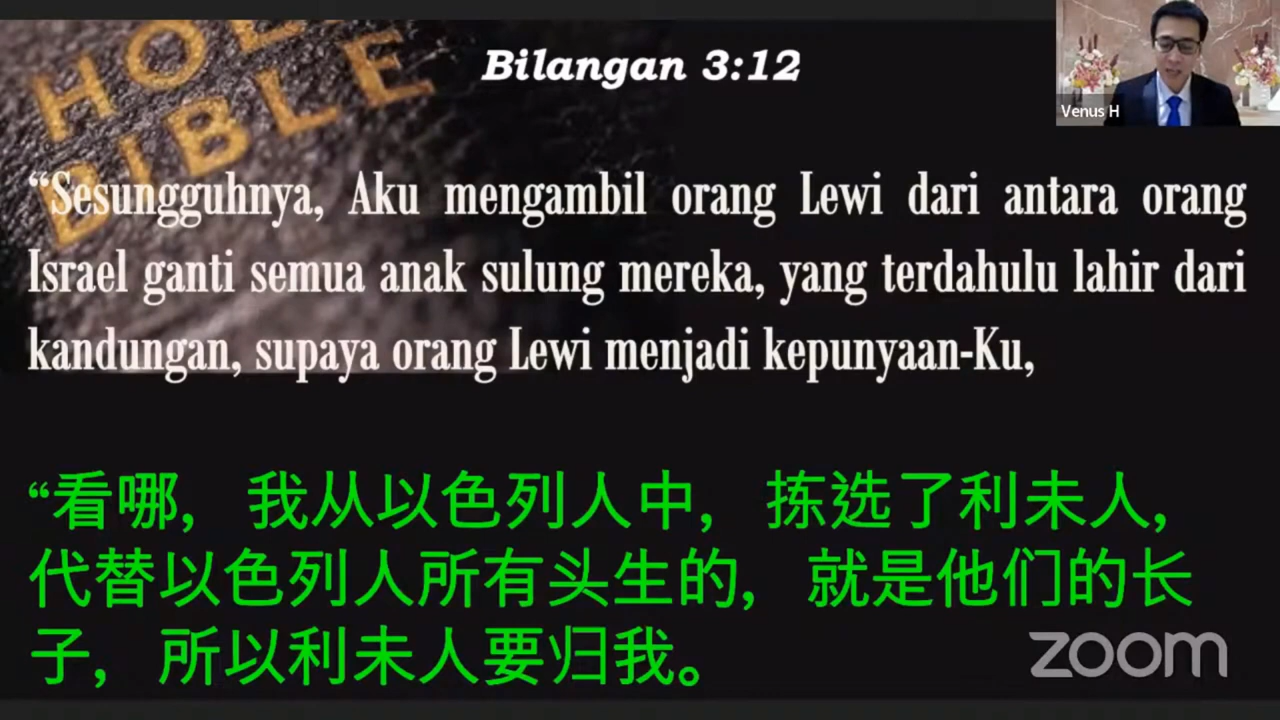 HOL
BIBLE
Bilangan 3:12
Venus H
“Sesungguhnya, Aku mengambil orang Lewi dari antara orang
Israel ganti semua anak sulung mereka, yang terdahulu lahir dari
kandungan, supaya orang Lewi menjadi kepunyaan-Ku,
“看哪， 我从以色列人中， 拣选了利未人，
代替以色列人所有头生的， 就是他们的长
子， 所以利未人要归我。
zoom